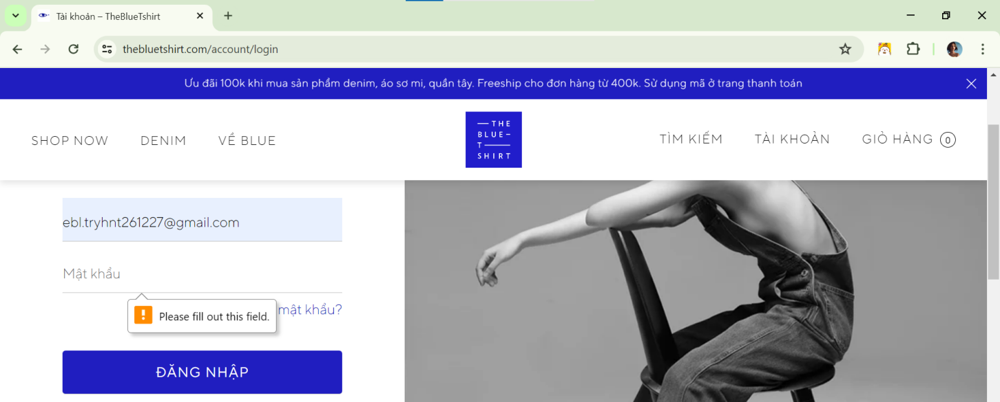 Tài khoản – TheBlueTshirt
thebluetshirt.com/account/login
Ưu đãi 100k khi mua sản phẩm denim, áo sơ mi, quần tây. Freeship cho đơn hàng từ 400k. Sử dụng mã ở trang thanh toán
SHOP NOW DENIM VỀ BLUE
THE
BLUE
T
SHIRT
TÌM KIẾM TÀI KHOẢN GIỎ HÀNG 0
ebl.tryhnt261227@gmail.com
Mật khẩu
mật khẩu?
Please fill out this field.
ĐĂNG NHẬP